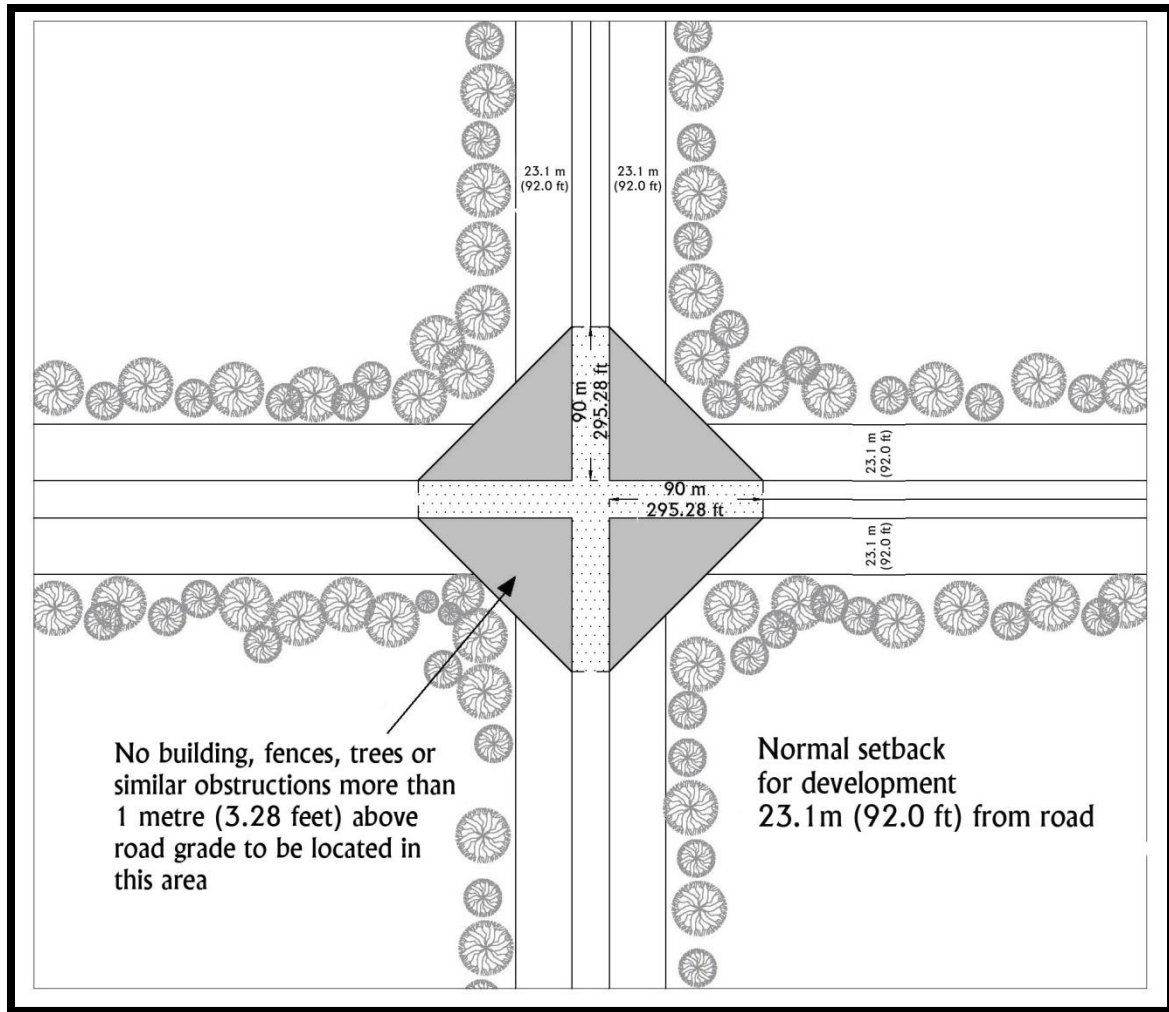 23.1 m
(92.0 ft)
23.1 m
(92.0 ft)
90 m
295.28 ft
23.1 m
(92.0 ft)
90 m
295.28 ft
23.1 m
(92.0 ft)
No building, fences, trees or
similar obstructions more than
1 metre (3.28 feet) above
road grade to be located in
this area
Normal setback
for development
23.1m (92.0 ft) from road